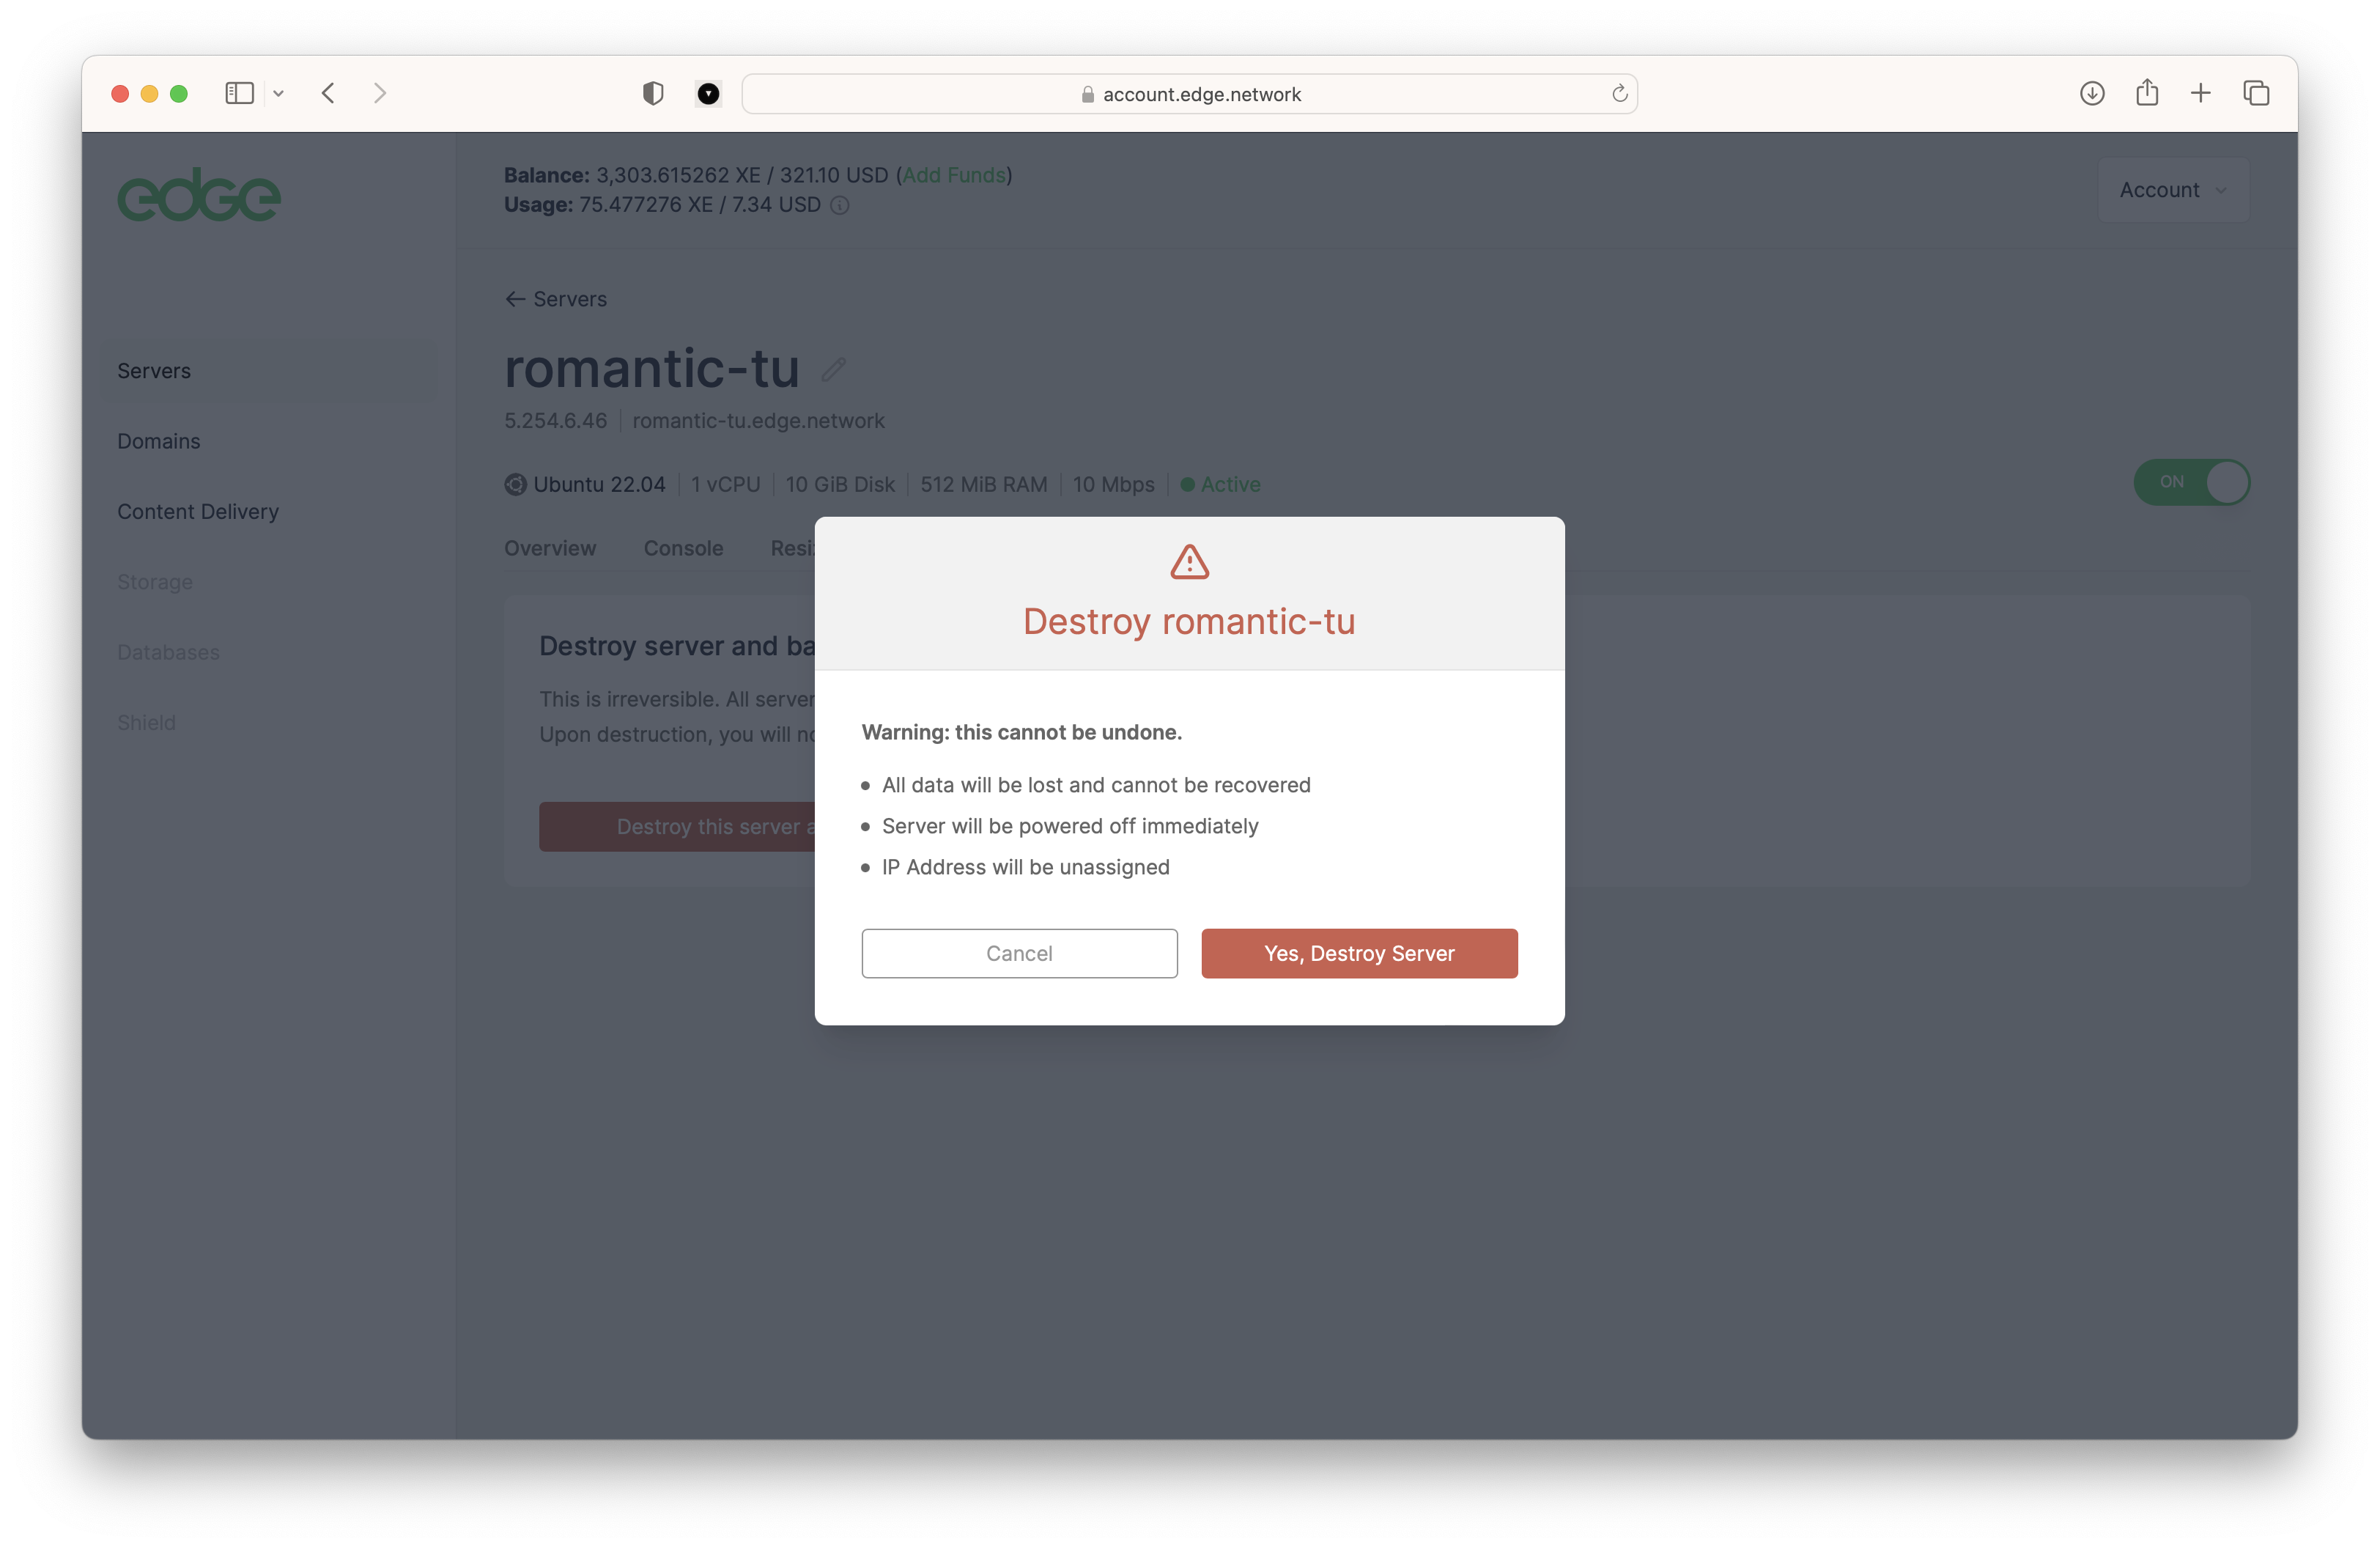 account.edge.network
edge
Balance: 3,303.615262 XE / 321.10 USD (Add Funds)
Usage: 75.477276 XE / 7.34 USD
Account
Servers
Domains
Content Delivery
Storage
Databases
Shield
← Servers
romantic-tu
5.254.6.46 | romantic-tu.edge.network
Ubuntu 22.04 | 1 vCPU | 10 GiB Disk | 512 MiB RAM | 10 Mbps | Active
ON
Overview Console
Destroy server and
This is irreversible. All
Upon destruction, you will
Destroy this server
Destroy romantic-tu
Warning: this cannot be undone.
• All data will be lost and cannot be recovered
• Server will be powered off immediately
• IP Address will be unassigned
Cancel
Yes, Destroy Server